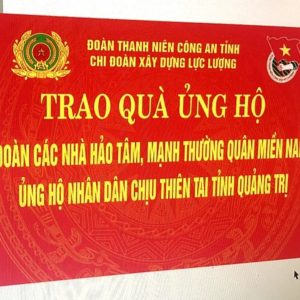 ĐOÀN THANH NIÊN CÔNG AN TỈNH
CHI ĐOÀN XÂY DỰNG LỰC LƯỢNG
TRAO QUÀ ỦNG HỘ
ĐOÀN CÁC NHÀ HẢO TÂM, MẠNH THƯỜNG QUÂN MIỀN NA
ỦNG HỘ NHÂN DÂN CHỊU THIÊN TAI TỈNH QUẢNG TRỊ